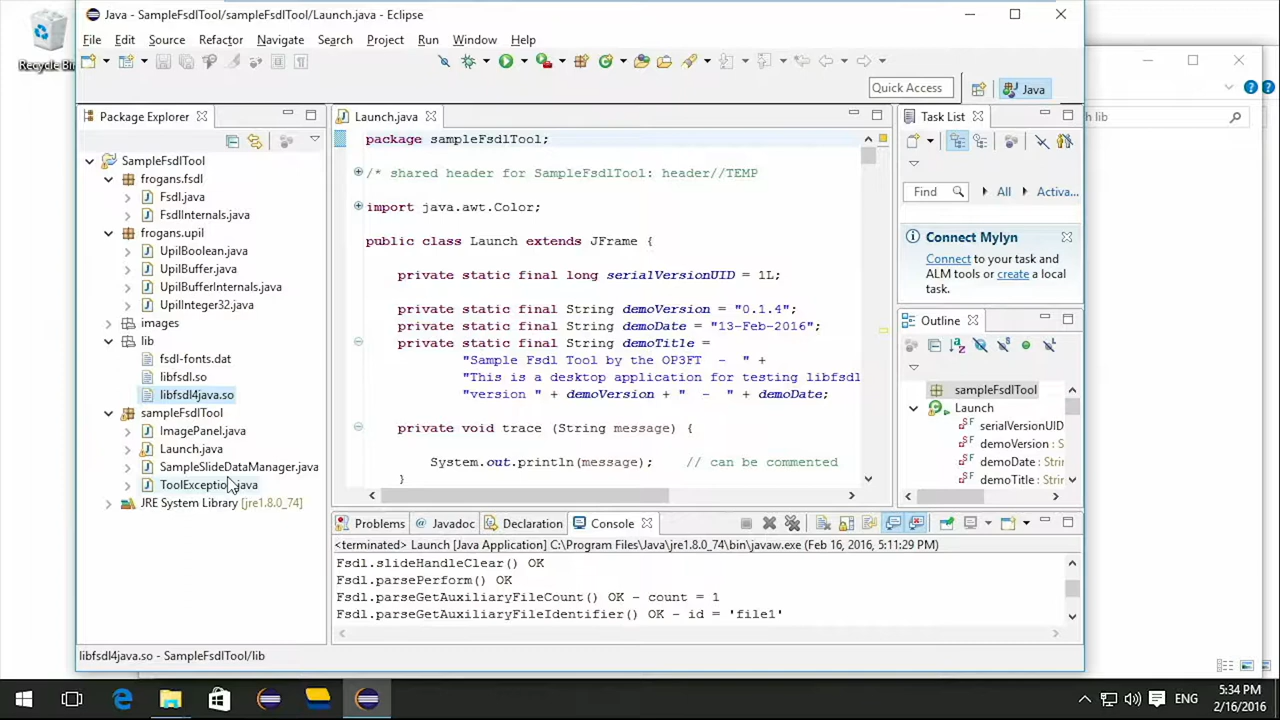 Java - SampleFsdlTool/sampleFsdlTool/Launch.java - Eclipse
Recycle Bin
File Edit Source Refactor Navigate Search Project Run Window Help
Quick Access
Java
h lib
Package Explorer
SampleFsdlTool
frogans.fsdl
Fsdl.java
FsdlInternals.java
frogans.upil
UpilBoolean.java
UpilBuffer.java
UpilBufferInternals.java
UpilInteger32.java
images
lib
fsdl-fonts.dat
libfsdl.so
libfsdl4java.so
sampleFsdlTool
ImagePanel.java
Launch.java
SampleSlideDataManager.java
ToolException.java
JRE System Library [jre1.8.0_74]
Launch.java
package sampleFsdlTool;
/* shared header for SampleFsdlTool: header//TEMP
import java.awt.Color;
public class Launch extends JFrame {
private static final long serialVersionUID = 1L;
private static final String demoVersion = "0.1.4";
private static final String demoDate = "13-Feb-2016";
private static final String demoTitle =
"Sample Fsdl Tool by the OP3FT  -  " +
"This is a desktop application for testing libfsdl
"version " + demoVersion + "  -  " + demoDate;
private void trace (String message) {
System.out.println(message);    // can be commented
}
Task List
Find All Activa...
Connect Mylyn
Connect to your task and
ALM tools or create a local
task.
Outline
sampleFsdlTool
Launch
serialVersionUID
demoVersion : S
demoDate : Strin
demoTitle : Strin
Problems Javadoc Declaration Console
<terminated> Launch [Java Application] C:\Program Files\Java\jre1.8.0_74\bin\javaw.exe (Feb 16, 2016, 5:11:29 PM)
Fsdl.slideHandleClear() OK
Fsdl.parsePerform() OK
Fsdl.parseGetAuxiliaryFileCount() OK - count = 1
Fsdl.parseGetAuxiliaryFileIdentifier() OK - id = 'file1'
libfsdl4java.so - SampleFsdlTool/lib
ENG
5:34 PM
2/16/2016